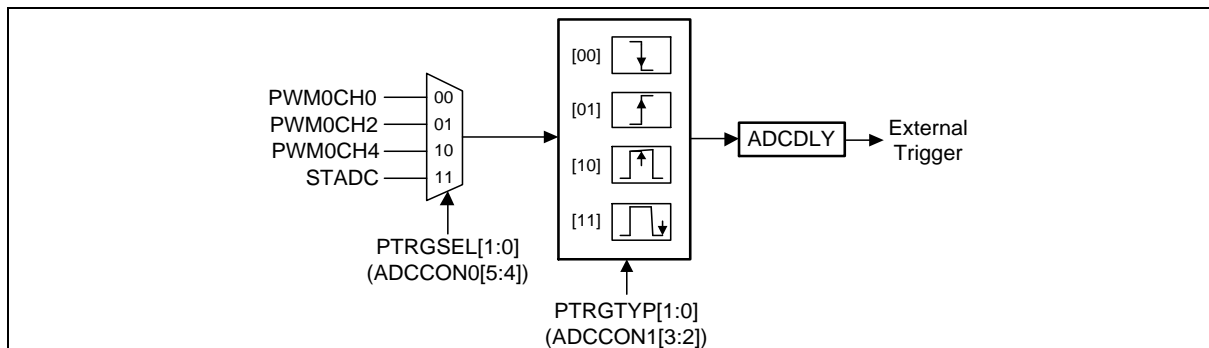 PWM0CH0
PWM0CH2
PWM0CH4
STADC
00
01
10
11
PTRGSEL[1:0]
(ADCCON0[5:4])
[00]
[01]
[10]
[11]
PTRGTYP[1:0]
(ADCCON1[3:2])
ADCDLY
External
Trigger